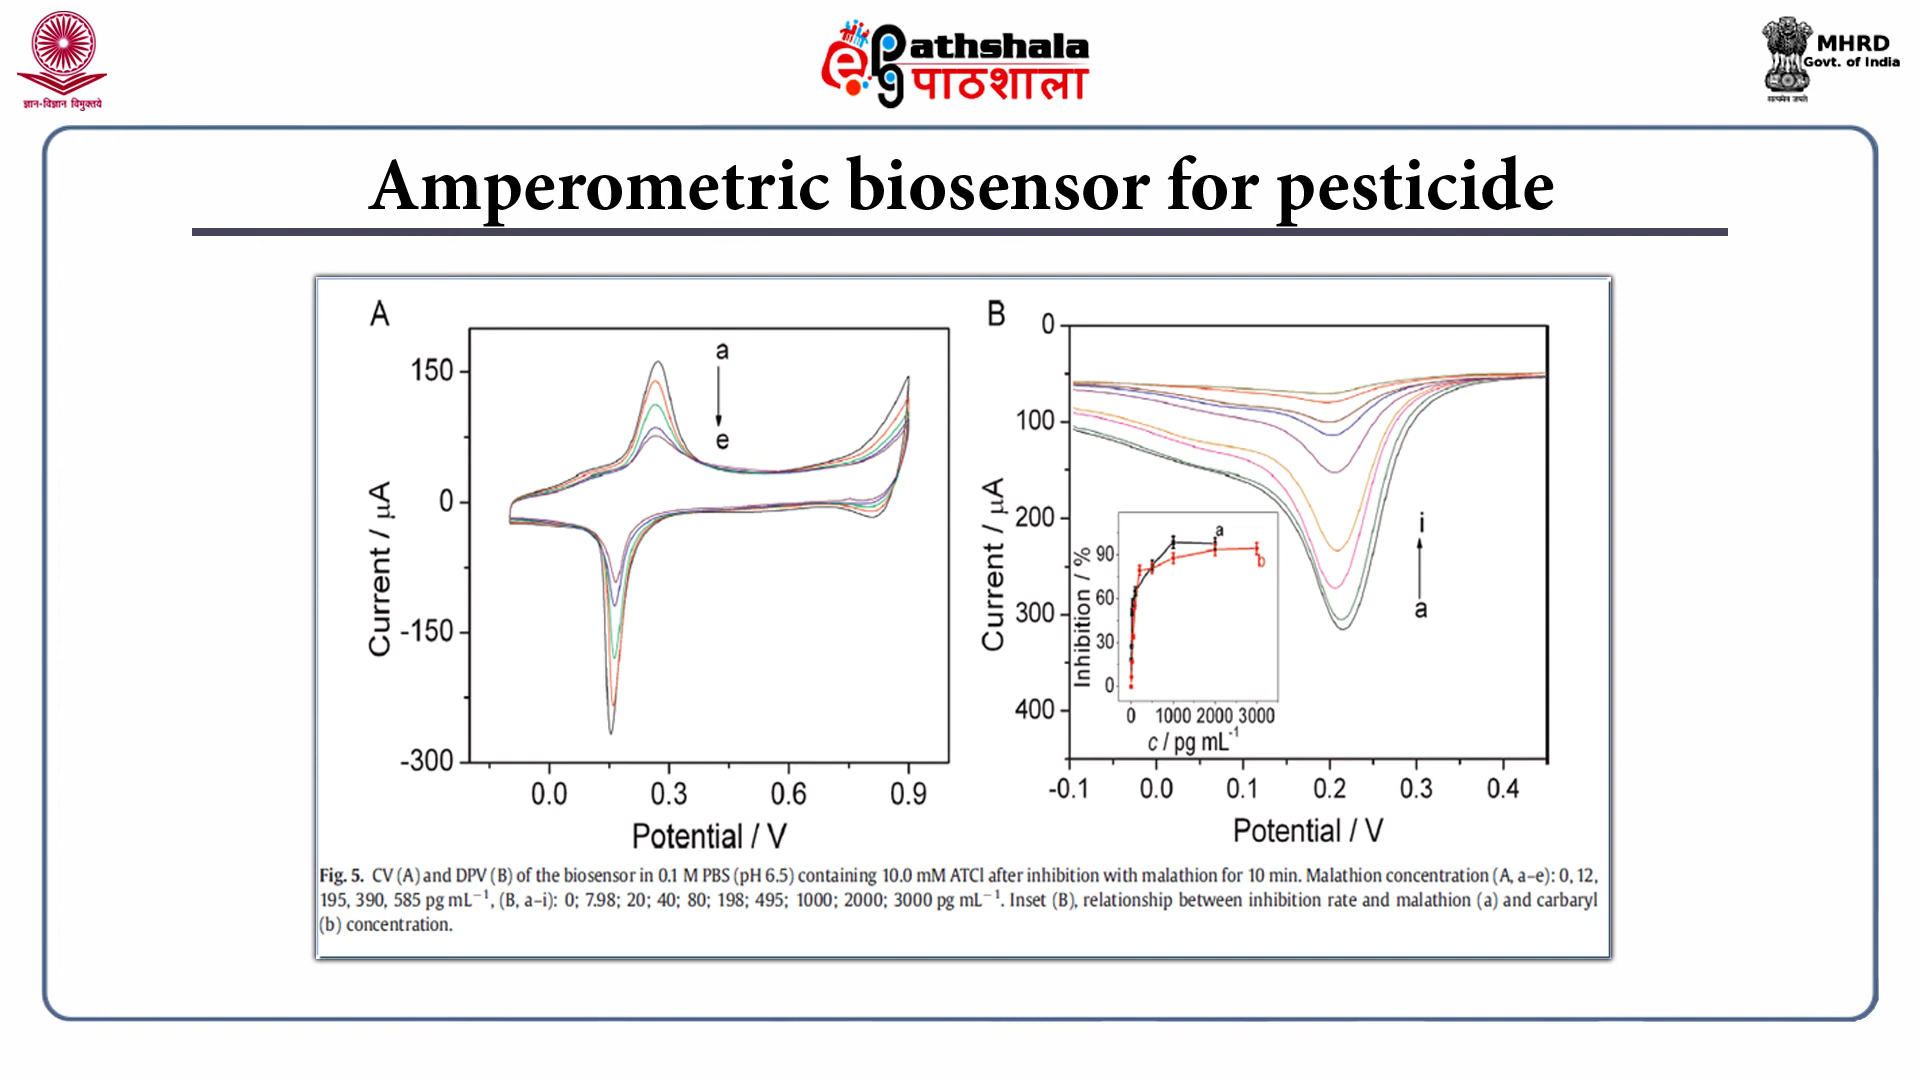 ज्ञान-विज्ञान विमुक्तये
ePG Pathshala
पाठशाला
MHRD
Govt. of India
सत्यमेव जयते
Amperometric biosensor for pesticide
A
150
0
-150
-300
Current / µA
0.0 0.3 0.6 0.9
Potential / V
a
e
B
0
100
200
300
400
Current / µA
-0.1 0.0 0.1 0.2 0.3 0.4
Potential / V
i
a
Inhibition / %
90
60
30
0
a
b
0 1000 2000 3000
c / pg mL⁻¹
Fig. 5. CV (A) and DPV (B) of the biosensor in 0.1 M PBS (pH 6.5) containing 10.0 mM ATCl after inhibition with malathion for 10 min. Malathion concentration (A, a–e): 0, 12,
195, 390, 585 pg mL⁻¹, (B, a–i): 0; 7.98; 20; 40; 80; 198; 495; 1000; 2000; 3000 pg mL⁻¹. Inset (B), relationship between inhibition rate and malathion (a) and carbaryl
(b) concentration.